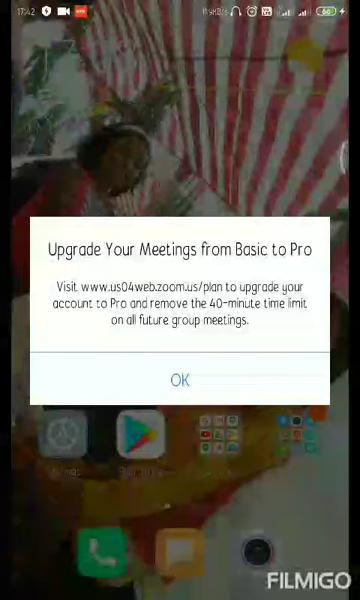 17:42
60
Upgrade Your Meetings from Basic to Pro
Visit www.us04web.zoom.us/plan to upgrade your
account to Pro and remove the 40-minute time limit
on all future group meetings.
OK
FILMIGO